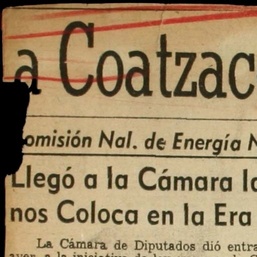 a Coatzac
omisión Nal. de Energía N
Llegó a la Cámara la
nos Coloca en la Era
La Cámara de Diputados dió entra